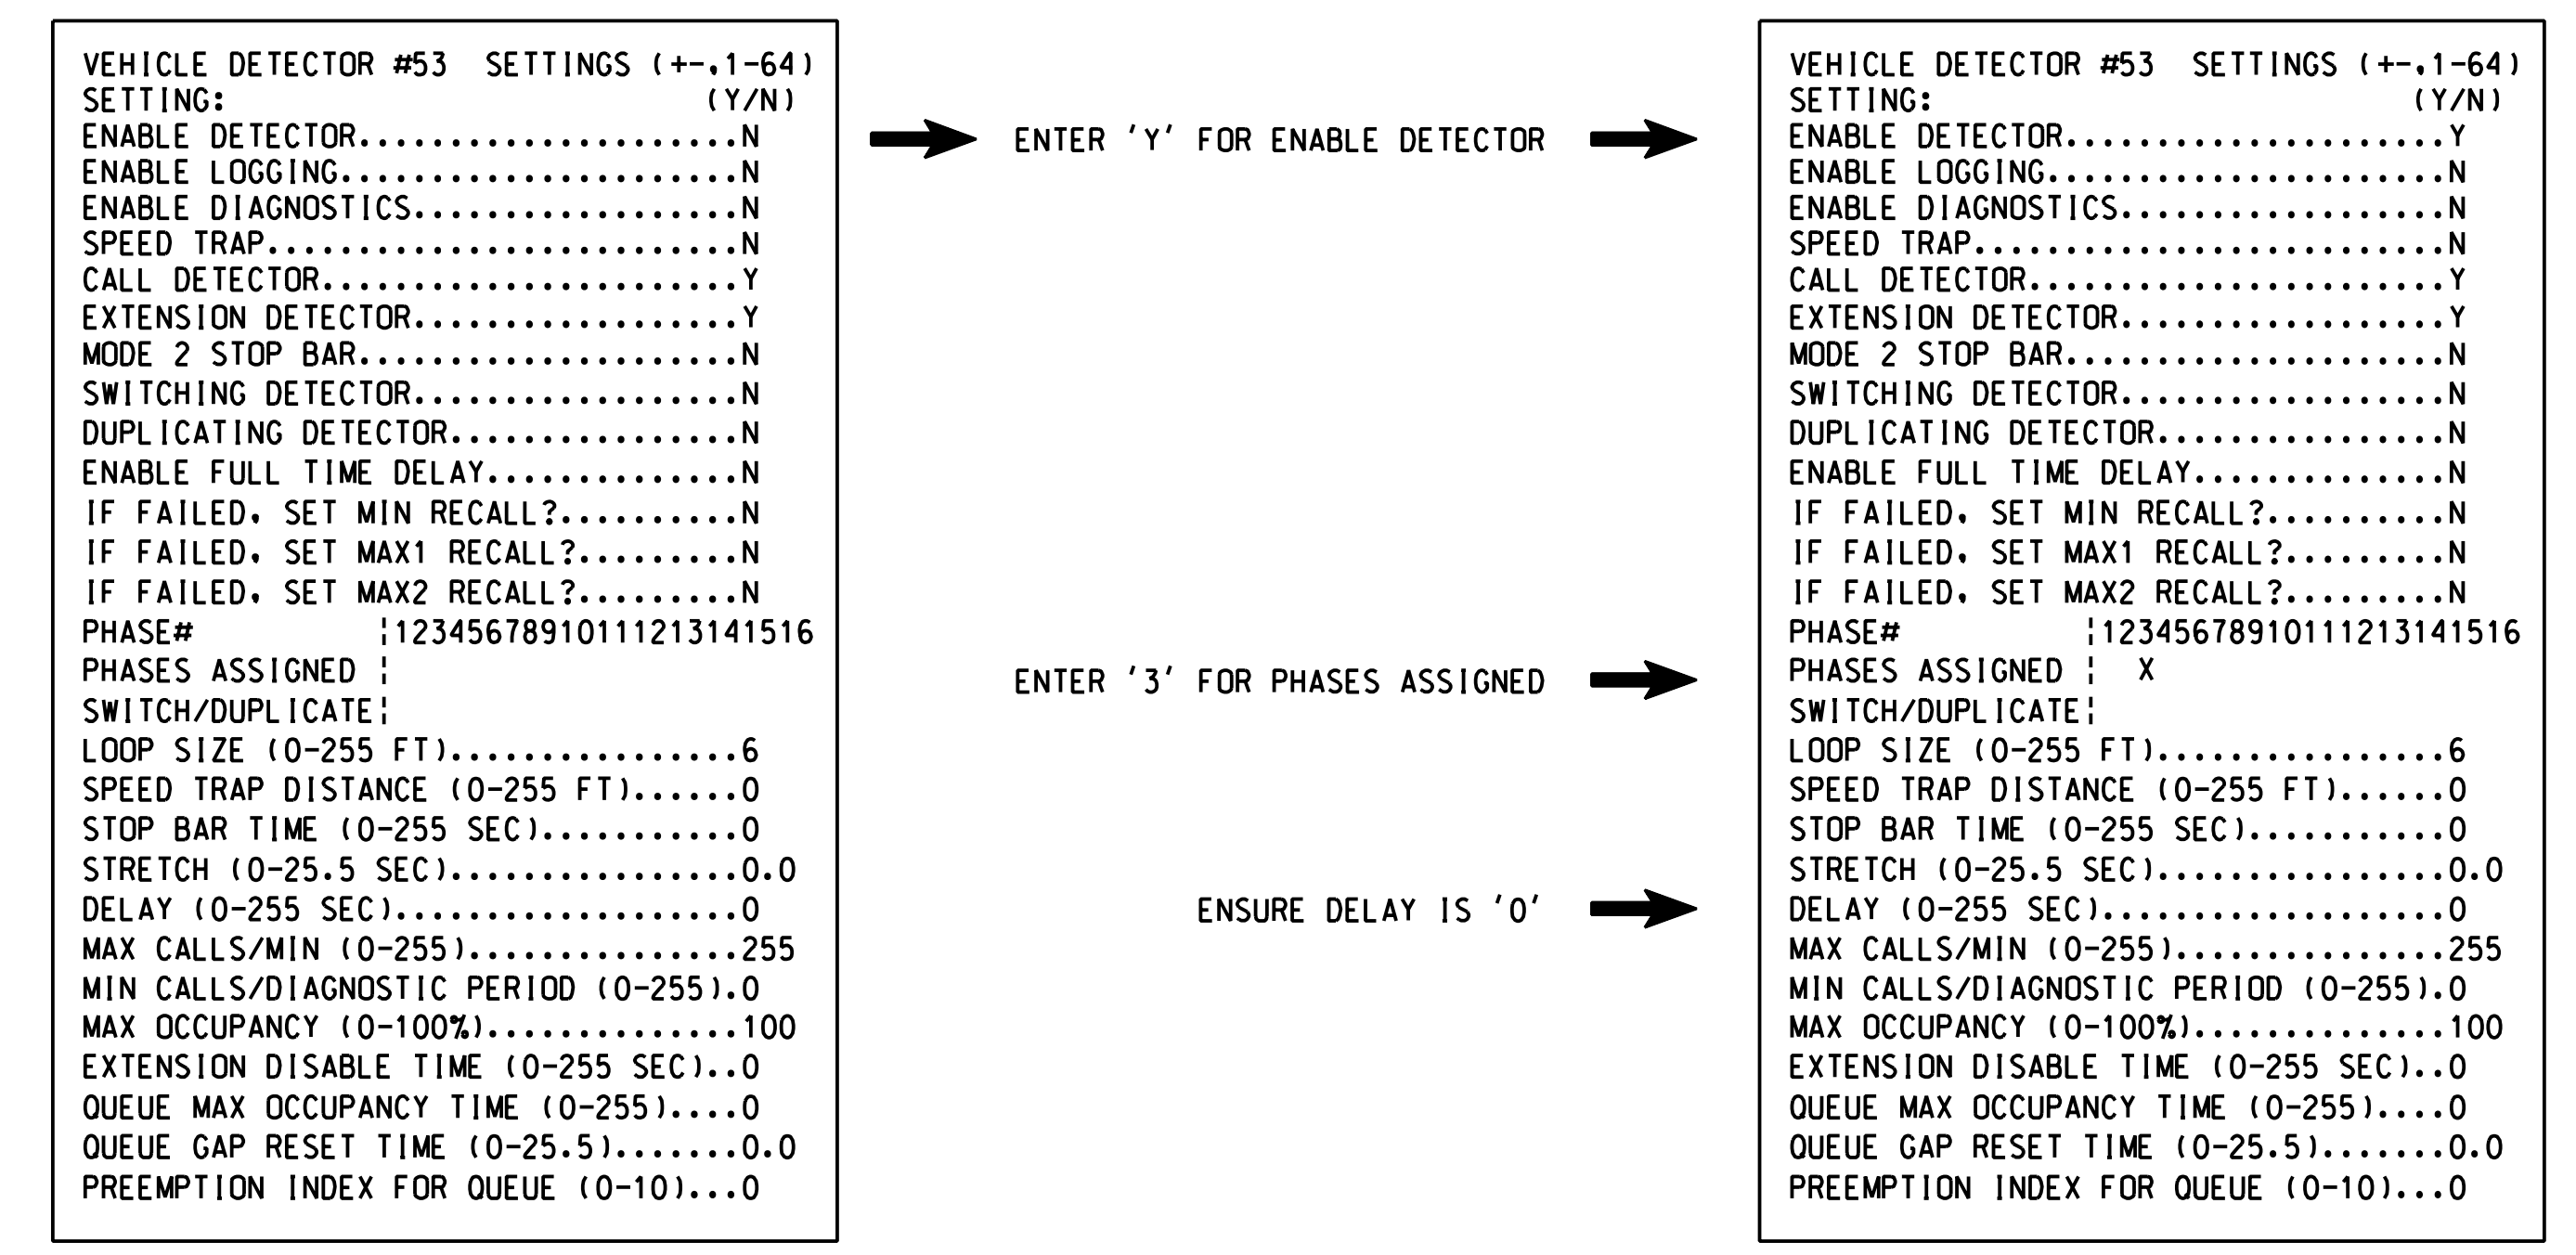 VEHICLE DETECTOR #53 SETTINGS (+-,1-64)
SETTING: (Y/N)
ENABLE DETECTOR.....................N
ENABLE LOGGING......................N
ENABLE DIAGNOSTICS..................N
SPEED TRAP..........................N
CALL DETECTOR.......................Y
EXTENSION DETECTOR..................Y
MODE 2 STOP BAR.....................N
SWITCHING DETECTOR..................N
DUPLICATING DETECTOR................N
ENABLE FULL TIME DELAY..............N
IF FAILED, SET MIN RECALL?..........N
IF FAILED, SET MAX1 RECALL?.........N
IF FAILED, SET MAX2 RECALL?.........N
PHASE# |12345678910111213141516
PHASES ASSIGNED |
SWITCH/DUPLICATE|
LOOP SIZE (0-255 FT)................6
SPEED TRAP DISTANCE (0-255 FT)......0
STOP BAR TIME (0-255 SEC)...........0
STRETCH (0-25.5 SEC)................0.0
DELAY (0-255 SEC)...................0
MAX CALLS/MIN (0-255)...............255
MIN CALLS/DIAGNOSTIC PERIOD (0-255).0
MAX OCCUPANCY (0-100%)..............100
EXTENSION DISABLE TIME (0-255 SEC)..0
QUEUE MAX OCCUPANCY TIME (0-255)....0
QUEUE GAP RESET TIME (0-25.5).......0.0
PREEMPTION INDEX FOR QUEUE (0-10)...0
ENTER 'Y' FOR ENABLE DETECTOR
ENTER '3' FOR PHASES ASSIGNED
ENSURE DELAY IS '0'
VEHICLE DETECTOR #53 SETTINGS (+-,1-64)
SETTING: (Y/N)
ENABLE DETECTOR.....................Y
ENABLE LOGGING......................N
ENABLE DIAGNOSTICS..................N
SPEED TRAP..........................N
CALL DETECTOR.......................Y
EXTENSION DETECTOR..................Y
MODE 2 STOP BAR.....................N
SWITCHING DETECTOR..................N
DUPLICATING DETECTOR................N
ENABLE FULL TIME DELAY..............N
IF FAILED, SET MIN RECALL?..........N
IF FAILED, SET MAX1 RECALL?.........N
IF FAILED, SET MAX2 RECALL?.........N
PHASE# |12345678910111213141516
PHASES ASSIGNED | X
SWITCH/DUPLICATE|
LOOP SIZE (0-255 FT)................6
SPEED TRAP DISTANCE (0-255 FT)......0
STOP BAR TIME (0-255 SEC)...........0
STRETCH (0-25.5 SEC)................0.0
DELAY (0-255 SEC)...................0
MAX CALLS/MIN (0-255)...............255
MIN CALLS/DIAGNOSTIC PERIOD (0-255).0
MAX OCCUPANCY (0-100%)..............100
EXTENSION DISABLE TIME (0-255 SEC)..0
QUEUE MAX OCCUPANCY TIME (0-255)....0
QUEUE GAP RESET TIME (0-25.5).......0.0
PREEMPTION INDEX FOR QUEUE (0-10)...0